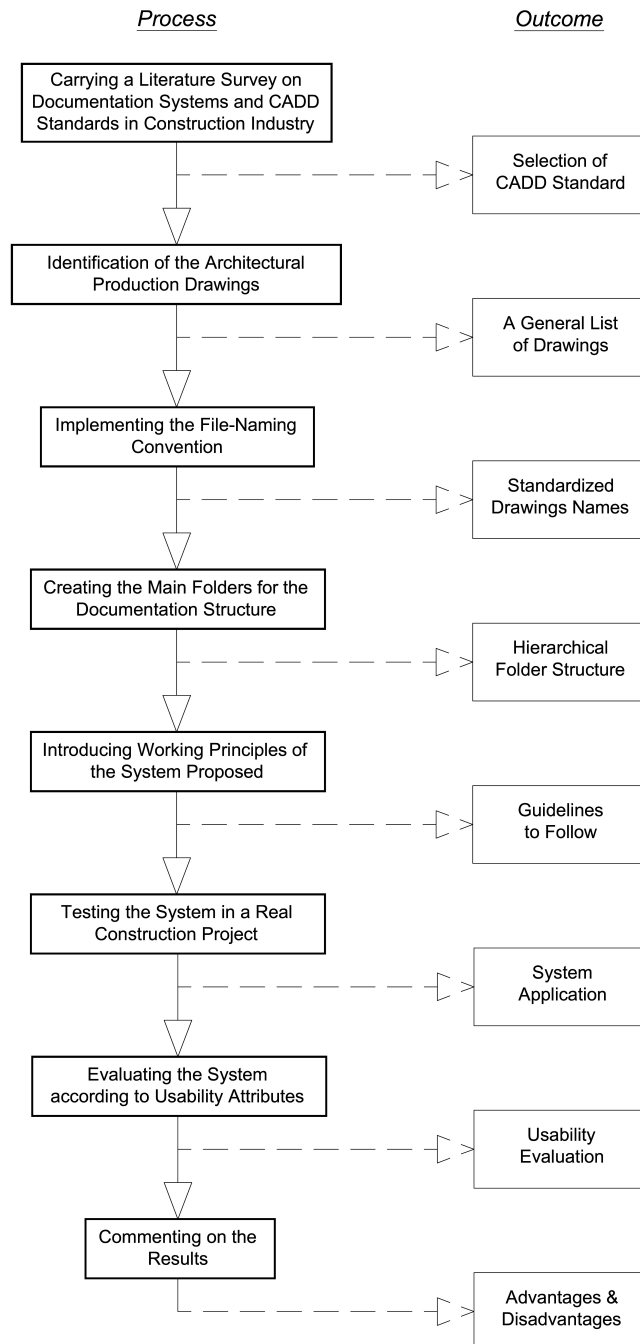 Process
Outcome
Carrying a Literature Survey on
Documentation Systems and CADD
Standards in Construction Industry
Selection of
CADD Standard
Identification of the Architectural
Production Drawings
A General List
of Drawings
Implementing the File-Naming
Convention
Standardized
Drawings Names
Creating the Main Folders for the
Documentation Structure
Hierarchical
Folder Structure
Introducing Working Principles of
the System Proposed
Guidelines
to Follow
Testing the System in a Real
Construction Project
System
Application
Evaluating the System
according to Usability Attributes
Usability
Evaluation
Commenting on the
Results
Advantages &
Disadvantages